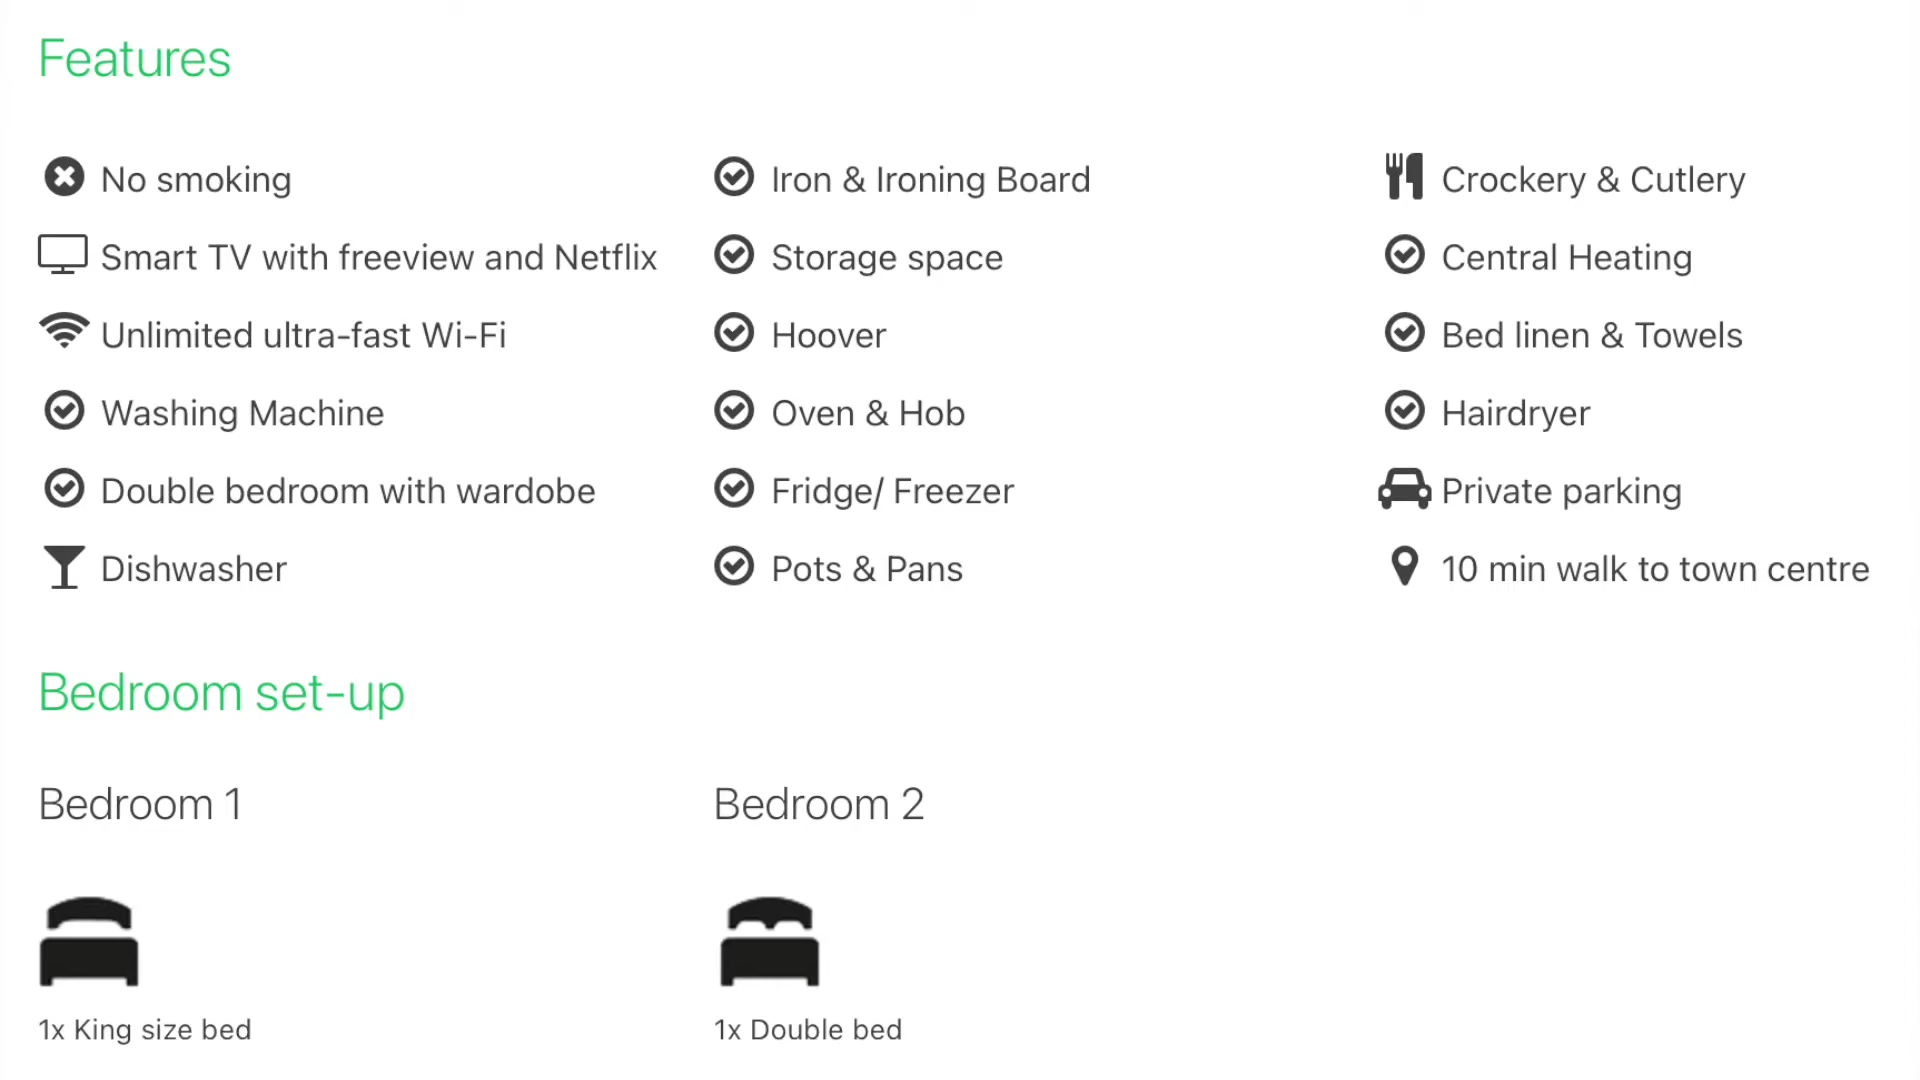 Features
No smoking
Smart TV with freeview and Netflix
Unlimited ultra-fast Wi-Fi
Washing Machine
Double bedroom with wardobe
Dishwasher
Iron & Ironing Board
Storage space
Hoover
Oven & Hob
Fridge/ Freezer
Pots & Pans
Crockery & Cutlery
Central Heating
Bed linen & Towels
Hairdryer
Private parking
10 min walk to town centre
Bedroom set-up
Bedroom 1
1x King size bed
Bedroom 2
1x Double bed